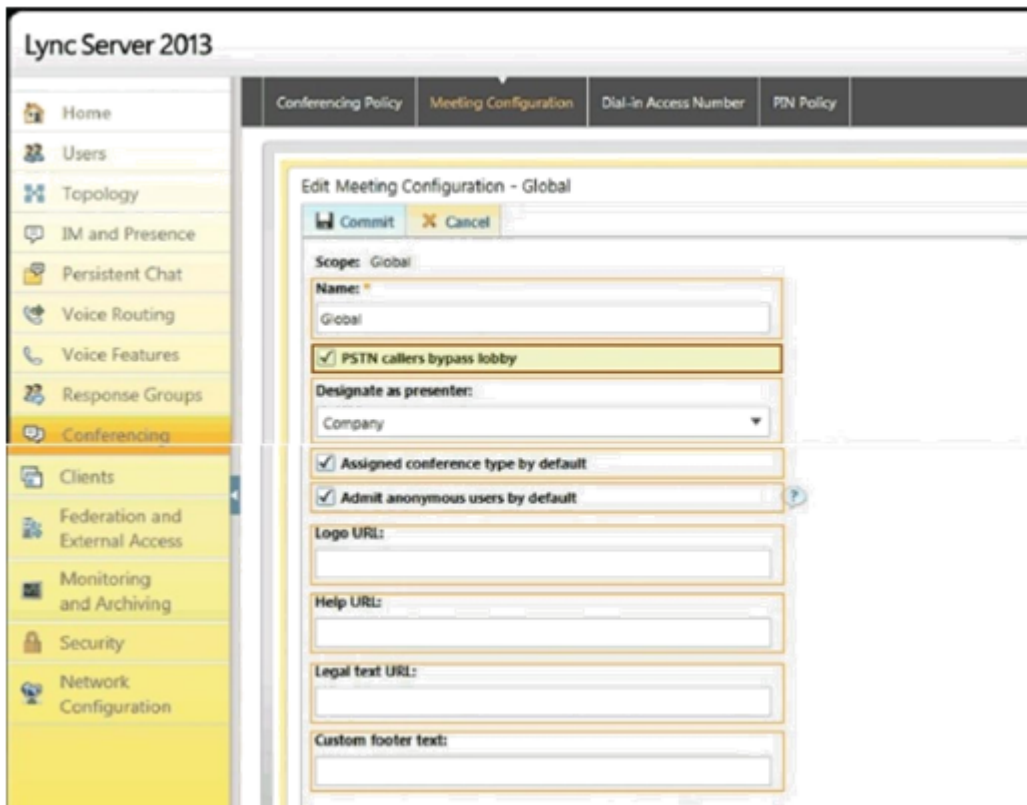 Lync Server 2013
Home
Users
Topology
IM and Presence
Persistent Chat
Voice Routing
Voice Features
Response Groups
Conferencing
Clients
Federation and
External Access
Monitoring
and Archiving
Security
Network
Configuration
Conferencing Policy
Meeting Configuration
Dial-in Access Number
PIN Policy
Edit Meeting Configuration - Global
Commit
Cancel
Scope: Global
Name: *
Global
PSTN callers bypass lobby
Designate as presenter:
Company
Assigned conference type by default
Admit anonymous users by default
?
Logo URL:
Help URL:
Legal text URL:
Custom footer text: